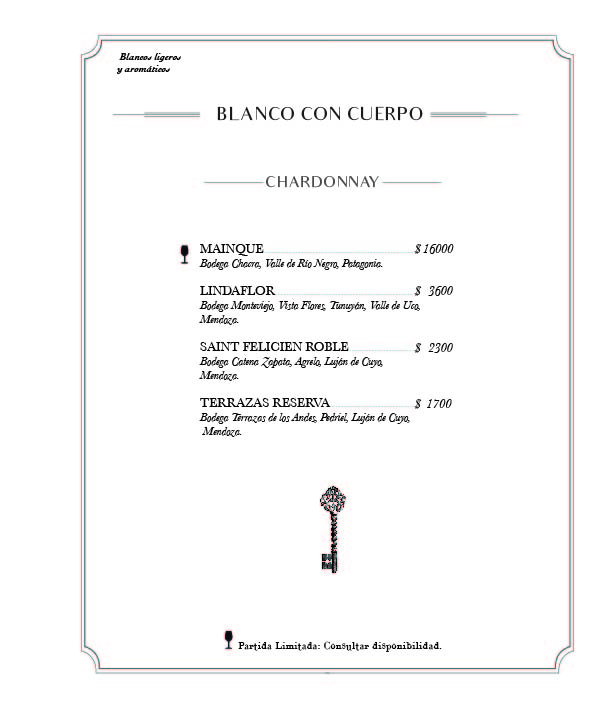 Blancos ligeros
y aromáticos
BLANCO CON CUERPO
CHARDONNAY
MAINQUE $ 16000
Bodega Chacra, Valle de Río Negro, Patagonia.
LINDAFLOR $ 3600
Bodega Monteviejo, Vista Flores, Tunuyán, Valle de Uco,
Mendoza.
SAINT FELICIEN ROBLE $ 2300
Bodega Catena Zapata, Agrelo, Luján de Cuyo,
Mendoza.
TERRAZAS RESERVA $ 1700
Bodega Terrazas de los Andes, Pedriel, Luján de Cuyo,
Mendoza.
Partida Limitada: Consultar disponibilidad.